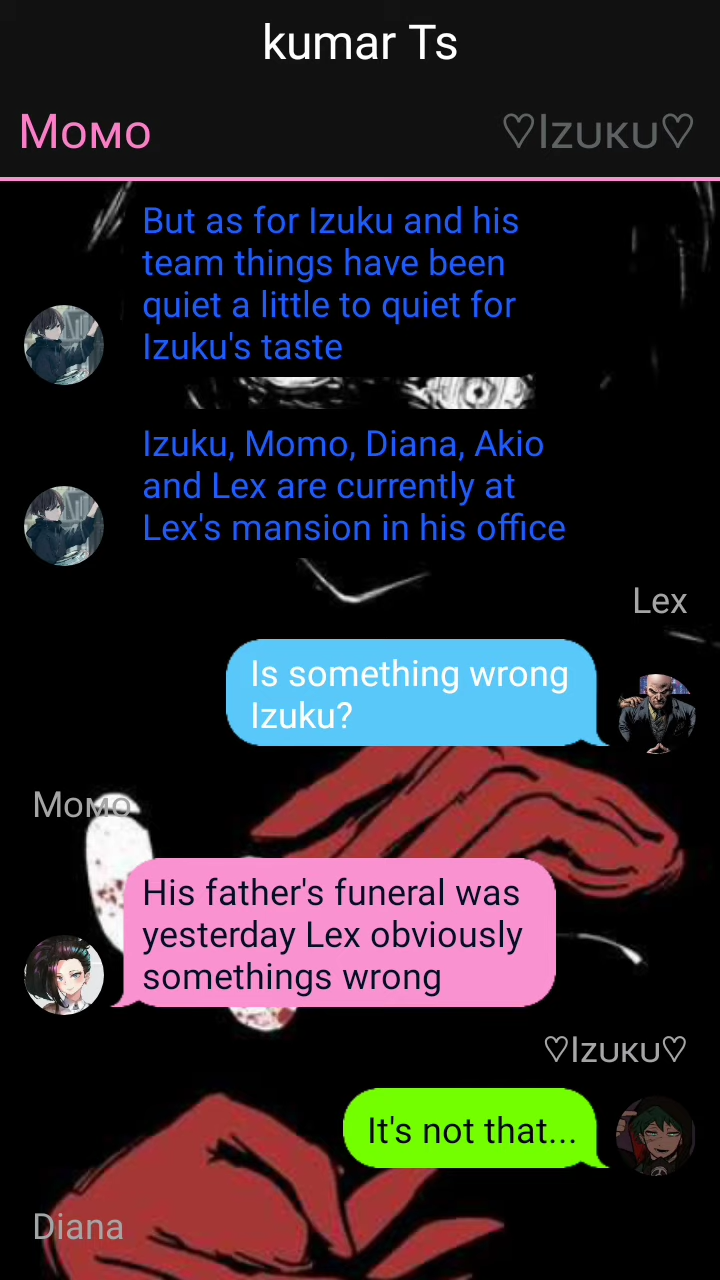 kumar Ts
Momo
♡Izuku♡
But as for Izuku and his
team things have been
quiet a little to quiet for
Izuku's taste
Izuku, Momo, Diana, Akio
and Lex are currently at
Lex's mansion in his office
Lex
Is something wrong
Izuku?
Momo
His father's funeral was
yesterday Lex obviously
somethings wrong
♡Izuku♡
It's not that...
Diana